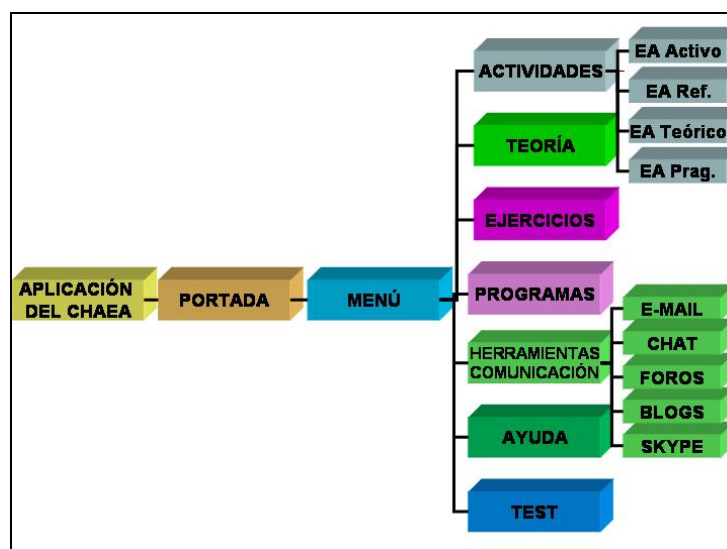 APLICACIÓN
DEL CHAEA
PORTADA
MENÚ
ACTIVIDADES
EA Activo
EA Ref.
EA Teórico
EA Prag.
TEORÍA
EJERCICIOS
PROGRAMAS
HERRAMIENTAS
COMUNICACIÓN
E-MAIL
CHAT
FOROS
BLOGS
SKYPE
AYUDA
TEST